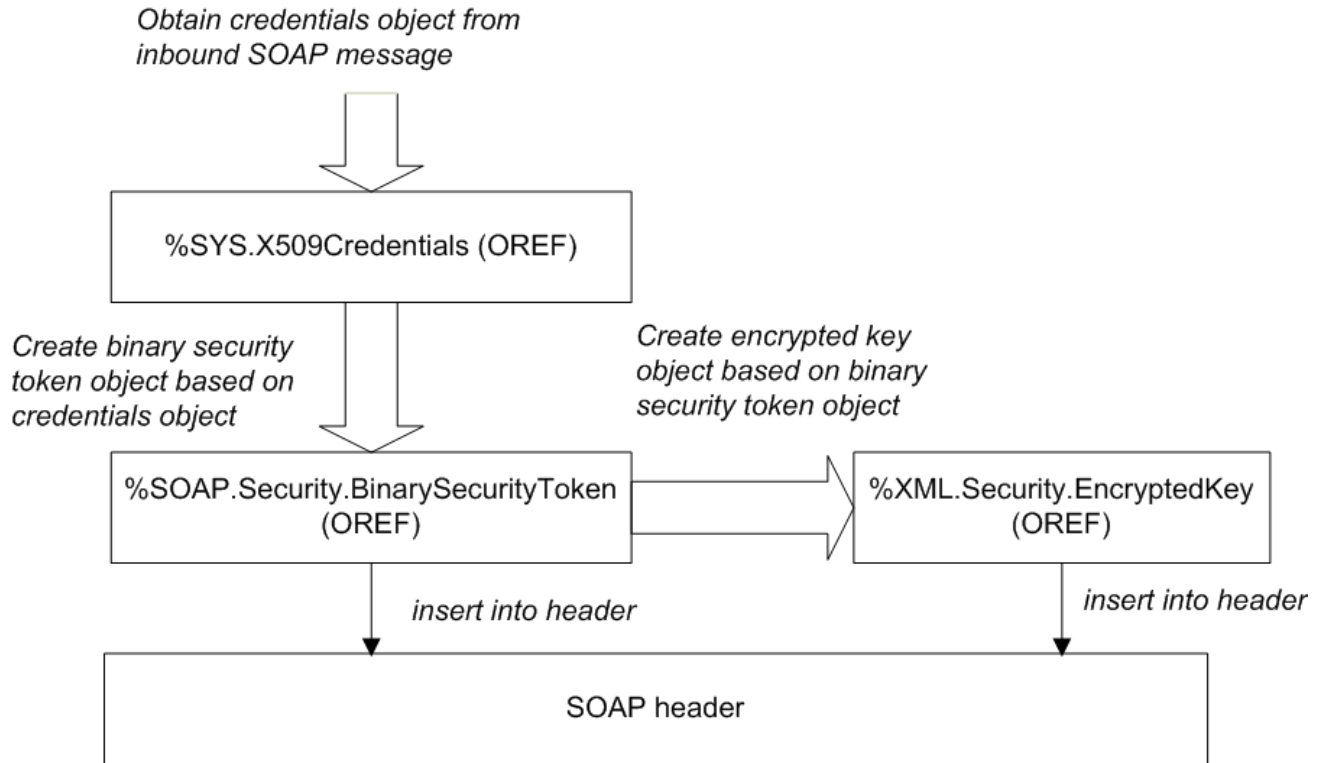 Obtain credentials object from
inbound SOAP message
%SYS.X509Credentials (OREF)
Create binary security
token object based on
credentials object
Create encrypted key
object based on binary
security token object
%SOAP.Security.BinarySecurityToken
(OREF)
%XML.Security.EncryptedKey
(OREF)
insert into header
insert into header
SOAP header